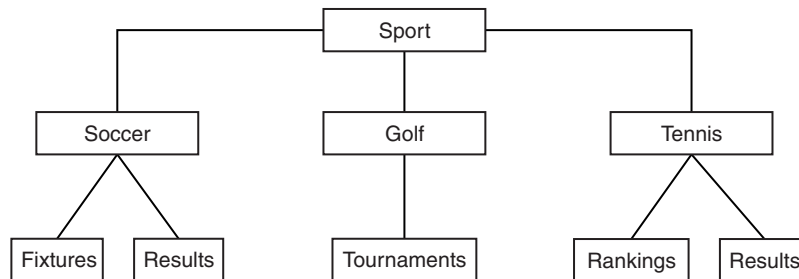 Sport
Soccer
Golf
Tennis
Fixtures
Results
Tournaments
Rankings
Results